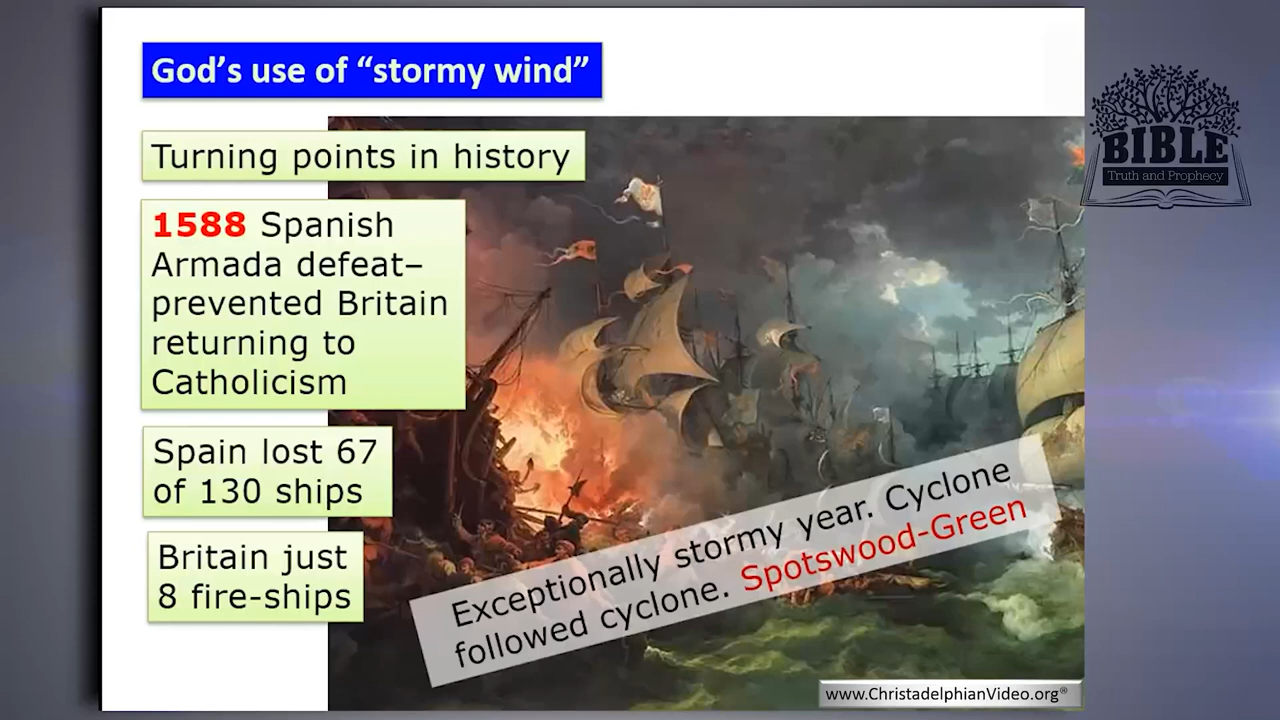 God's use of “stormy wind”
Turning points in history
1588 Spanish
Armada defeat–
prevented Britain
returning to
Catholicism
Spain lost 67
of 130 ships
Britain just
8 fire-ships
Exceptionally stormy year. Cyclone
followed cyclone. Spotswood-Green
BIBLE
Truth and Prophecy
www.ChristadelphianVideo.org®